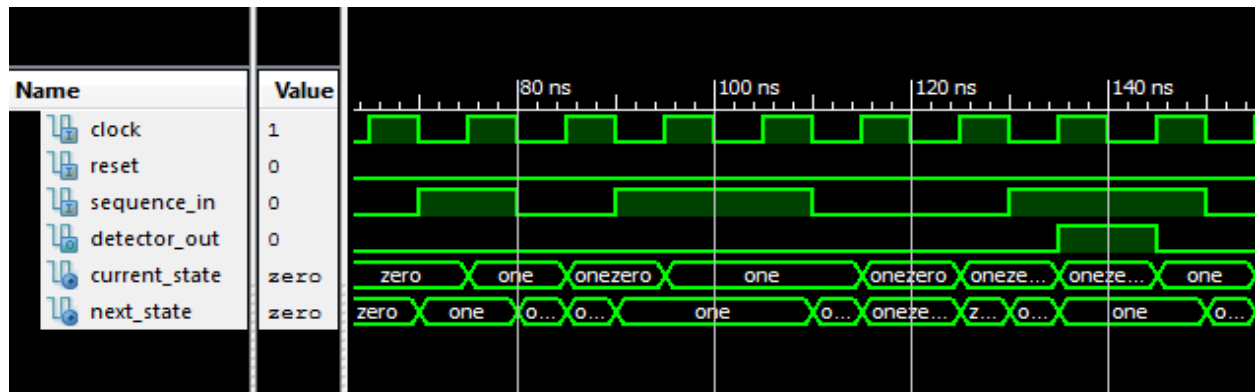 Name Value 80 ns 100 ns 120 ns 140 ns
clock 1
reset 0
sequence_in 0
detector_out 0
current_state zero zero one onezero one onezero oneze... oneze... one
next_state zero zero one o... o... one o... oneze... z... o... one o...